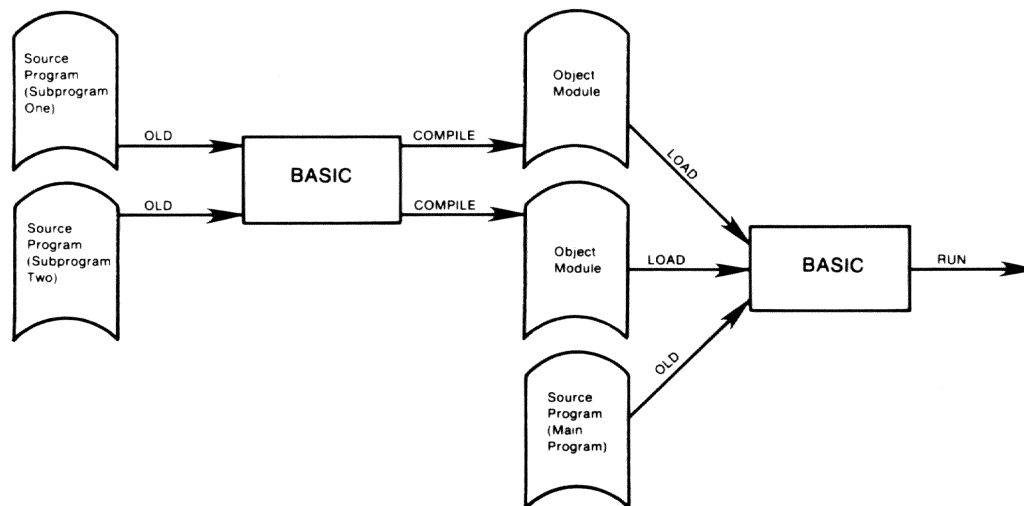 Source
Program
(Subprogram
One)
OLD
BASIC
COMPILE
Object
Module
LOAD
Source
Program
(Subprogram
Two)
OLD
COMPILE
Object
Module
LOAD
BASIC
RUN
OLD
Source
Program
(Main
Program)